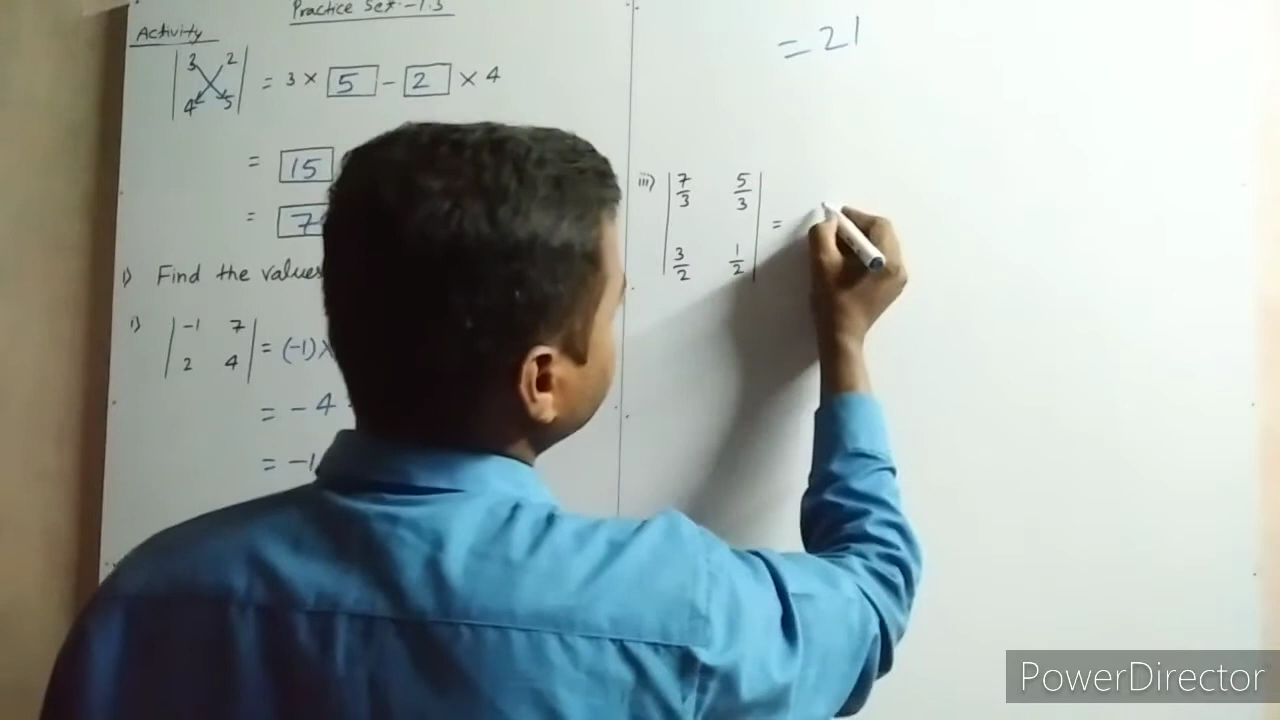 Practice Set - 1.3
Activity
| 3 2 |
| 4 5 | = 3 × 5 - 2 × 4
= 15
= 7
1) Find the values
i) | -1 7 |
| 2 4 | = (-1)×
= -4
= -1
= 21
iii) | 7/3 5/3 |
| 3/2 1/2 | =
PowerDirector